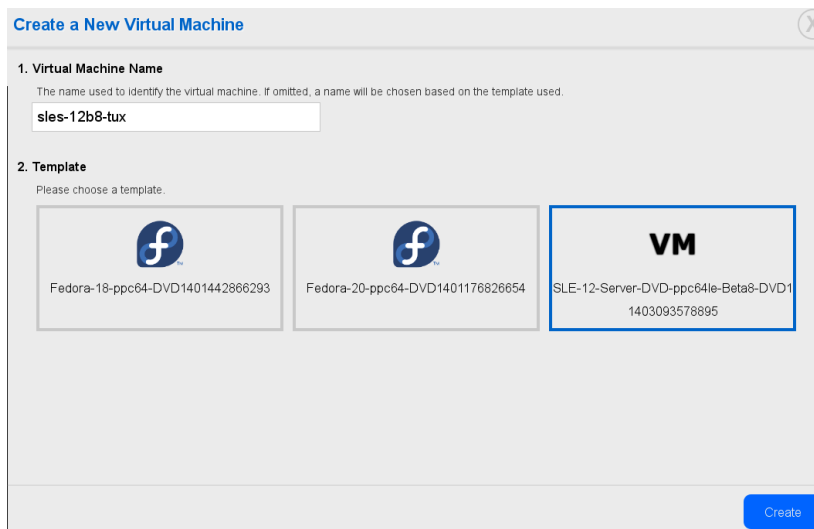 Create a New Virtual Machine
1. Virtual Machine Name
The name used to identify the virtual machine. If omitted, a name will be chosen based on the template used.
sles-12b8-tux
2. Template
Please choose a template.
Fedora-18-ppc64-DVD1401442866293
Fedora-20-ppc64-DVD1401176826654
VM
SLE-12-Server-DVD-ppc64le-Beta8-DVD1
1403093578895
Create